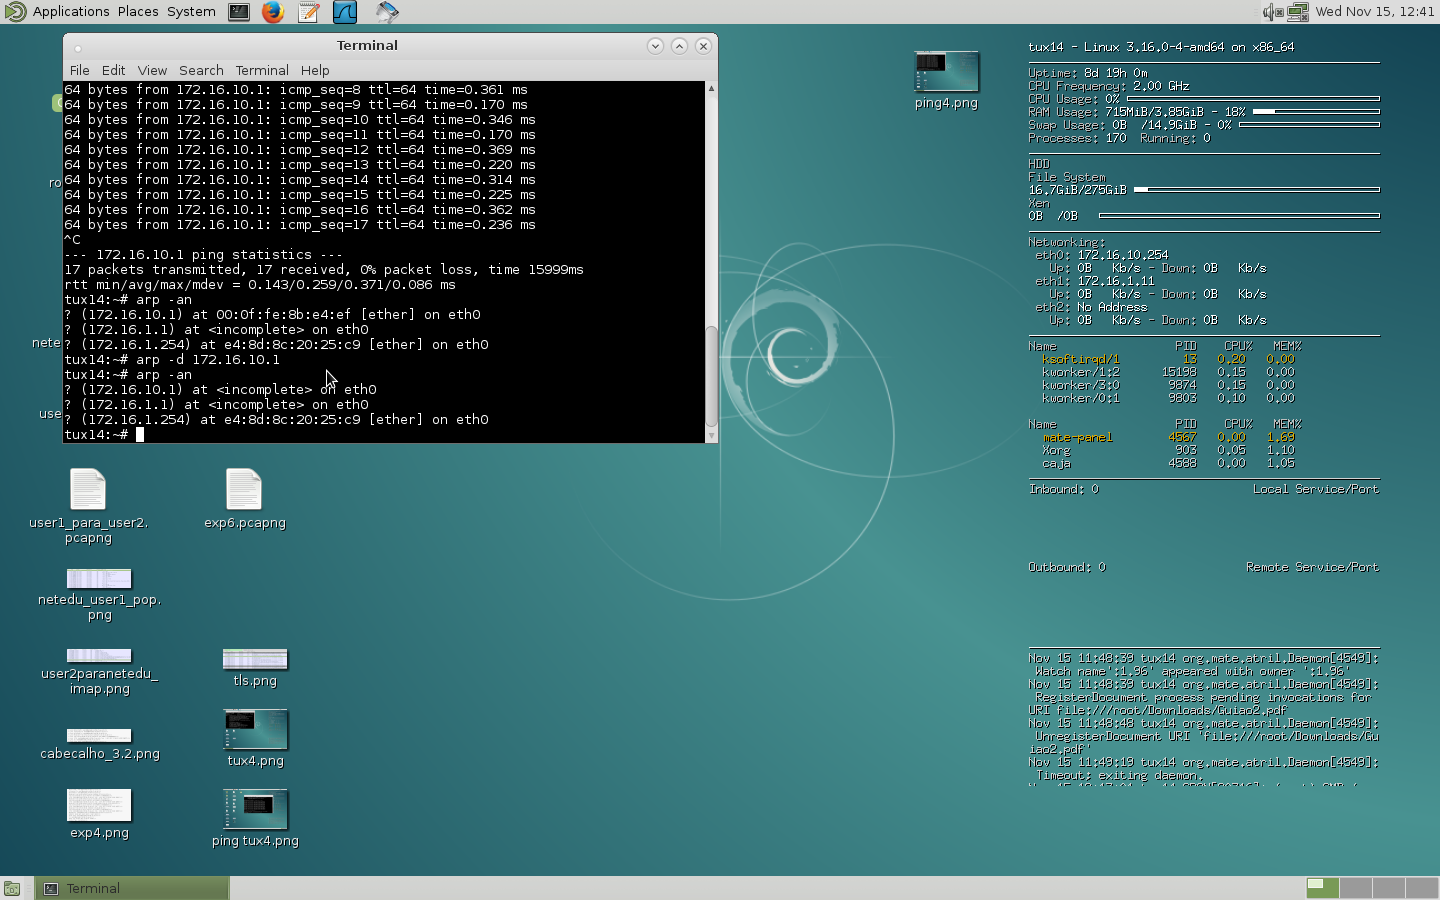 Applications Places System
Wed Nov 15, 12:41
Terminal
File Edit View Search Terminal Help
64 bytes from 172.16.10.1: icmp_seq=8 ttl=64 time=0.361 ms
64 bytes from 172.16.10.1: icmp_seq=9 ttl=64 time=0.170 ms
64 bytes from 172.16.10.1: icmp_seq=10 ttl=64 time=0.346 ms
64 bytes from 172.16.10.1: icmp_seq=11 ttl=64 time=0.170 ms
64 bytes from 172.16.10.1: icmp_seq=12 ttl=64 time=0.369 ms
64 bytes from 172.16.10.1: icmp_seq=13 ttl=64 time=0.220 ms
64 bytes from 172.16.10.1: icmp_seq=14 ttl=64 time=0.314 ms
64 bytes from 172.16.10.1: icmp_seq=15 ttl=64 time=0.225 ms
64 bytes from 172.16.10.1: icmp_seq=16 ttl=64 time=0.362 ms
64 bytes from 172.16.10.1: icmp_seq=17 ttl=64 time=0.236 ms
^C
--- 172.16.10.1 ping statistics ---
17 packets transmitted, 17 received, 0% packet loss, time 15999ms
rtt min/avg/max/mdev = 0.143/0.259/0.371/0.086 ms
tux14:~# arp -an
? (172.16.10.1) at 00:0f:fe:8b:e4:ef [ether] on eth0
? (172.16.1.1) at <incomplete> on eth0
? (172.16.1.254) at e4:8d:8c:20:25:c9 [ether] on eth0
tux14:~# arp -d 172.16.10.1
tux14:~# arp -an
? (172.16.10.1) at <incomplete> on eth0
? (172.16.1.1) at <incomplete> on eth0
? (172.16.1.254) at e4:8d:8c:20:25:c9 [ether] on eth0
tux14:~#
ro
nete
use
user1_para_user2.
pcapng
exp6.pcapng
netedu_user1_pop.
png
user2paranetedu_
imap.png
tls.png
cabecalho_3.2.png
tux4.png
exp4.png
ping tux4.png
ping4.png
tux14 - Linux 3.16.0-4-amd64 on x86_64
Uptime: 8d 19h 0m
CPU Frequency: 2.00 GHz
CPU Usage: 0%
RAM Usage: 715MiB/3.85GiB - 18%
Swap Usage: 0B /14.9GiB - 0%
Processes: 170 Running: 0
HDD
File System
16.7GiB/275GiB
Xen
0B /0B
Networking:
eth0: 172.16.10.254
Up: 0B Kb/s - Down: 0B Kb/s
eth1: 172.16.1.11
Up: 0B Kb/s - Down: 0B Kb/s
eth2: No Address
Up: 0B Kb/s - Down: 0B Kb/s
Name PID CPU% MEM%
ksoftirqd/1 13 0.20 0.00
kworker/1:2 15198 0.15 0.00
kworker/3:0 9874 0.15 0.00
kworker/0:1 9803 0.10 0.00
Name PID CPU% MEM%
mate-panel 4567 0.00 1.69
Xorg 903 0.05 1.10
caja 4588 0.00 1.05
Inbound: 0 Local Service/Port
Outbound: 0 Remote Service/Port
Nov 15 11:48:39 tux14 org.mate.atril.Daemon[4549]:
Watch name':1.96' appeared with owner ':1.96'
Nov 15 11:48:39 tux14 org.mate.atril.Daemon[4549]:
RegisterDocument process pending invocations for
URI file:///root/Downloads/Guiao2.pdf
Nov 15 11:48:48 tux14 org.mate.atril.Daemon[4549]:
UnregisterDocument URI 'file:///root/Downloads/Gu
iao2.pdf'
Nov 15 11:49:19 tux14 org.mate.atril.Daemon[4549]:
Timeout; exiting daemon.
Terminal